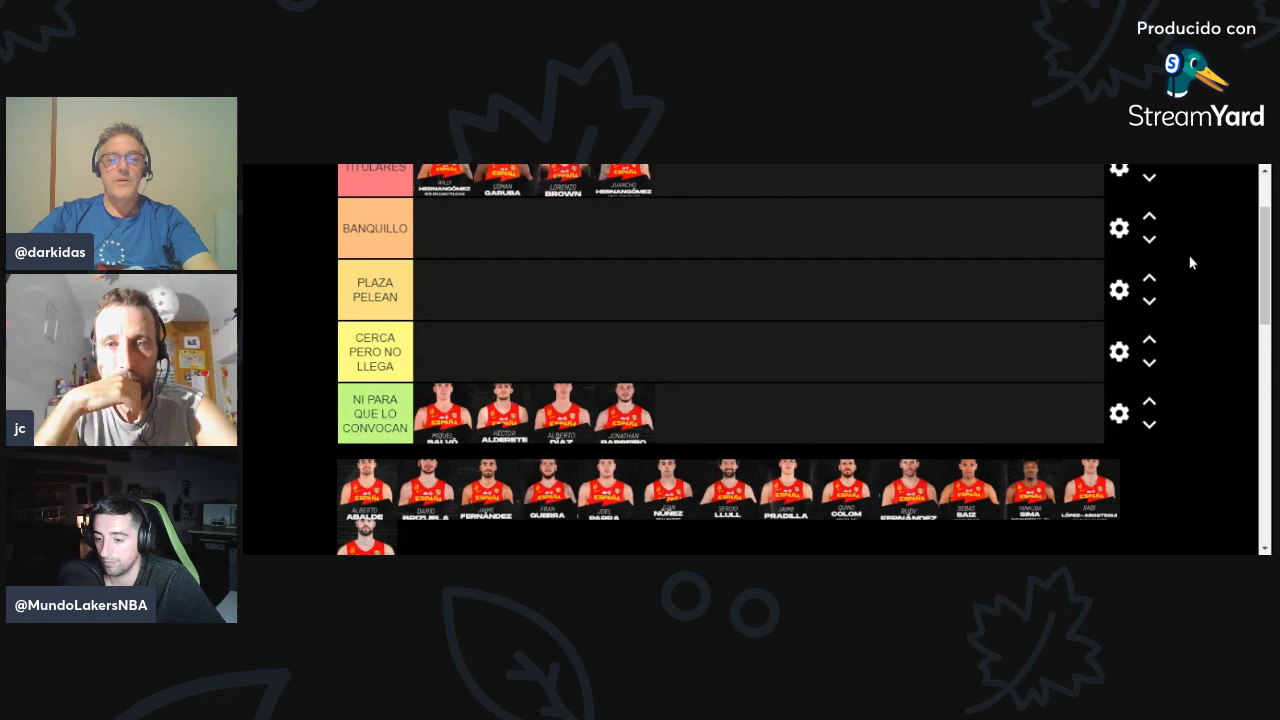 Producido con
StreamYard
@darkidas
jc
@MundoLakersNBA
TITULARES
WILLY HERNANGÓMEZ
USMAN GARUBA
LORENZO BROWN
JUANCHO HERNANGÓMEZ
BANQUILLO
PLAZA
PELEAN
CERCA
PERO NO
LLEGA
NI PARA
QUE LO
CONVOCAN
MIQUEL SALVÓ
HÉCTOR ALDERETE
ALBERTO DÍAZ
JONATHAN BARREIRO
ALBERTO ABALDE
DARÍO BRIZUELA
JAIME FERNÁNDEZ
FRAN GUERRA
JOEL PARRA
JUAN NÚÑEZ
SERGIO LLULL
JAIME PRADILLA
QUINO COLOM
RUDY FERNÁNDEZ
SEBAS SAIZ
YANKUBA SIMA
XABI LÓPEZ-AROSTEGUI